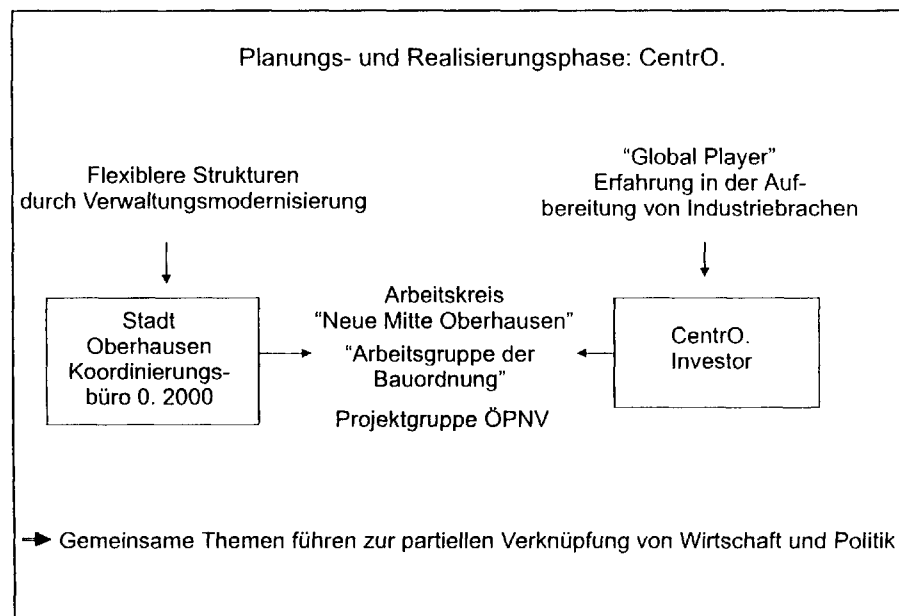 Planungs- und Realisierungsphase: CentrO.
Flexiblere Strukturen
durch Verwaltungsmodernisierung
“Global Player”
Erfahrung in der Auf-
bereitung von Industriebrachen
Stadt
Oberhausen
Koordinierungs-
büro 0. 2000
Arbeitskreis
“Neue Mitte Oberhausen”
“Arbeitsgruppe der
Bauordnung”
Projektgruppe ÖPNV
CentrO.
Investor
Gemeinsame Themen führen zur partiellen Verknüpfung von Wirtschaft und Politik